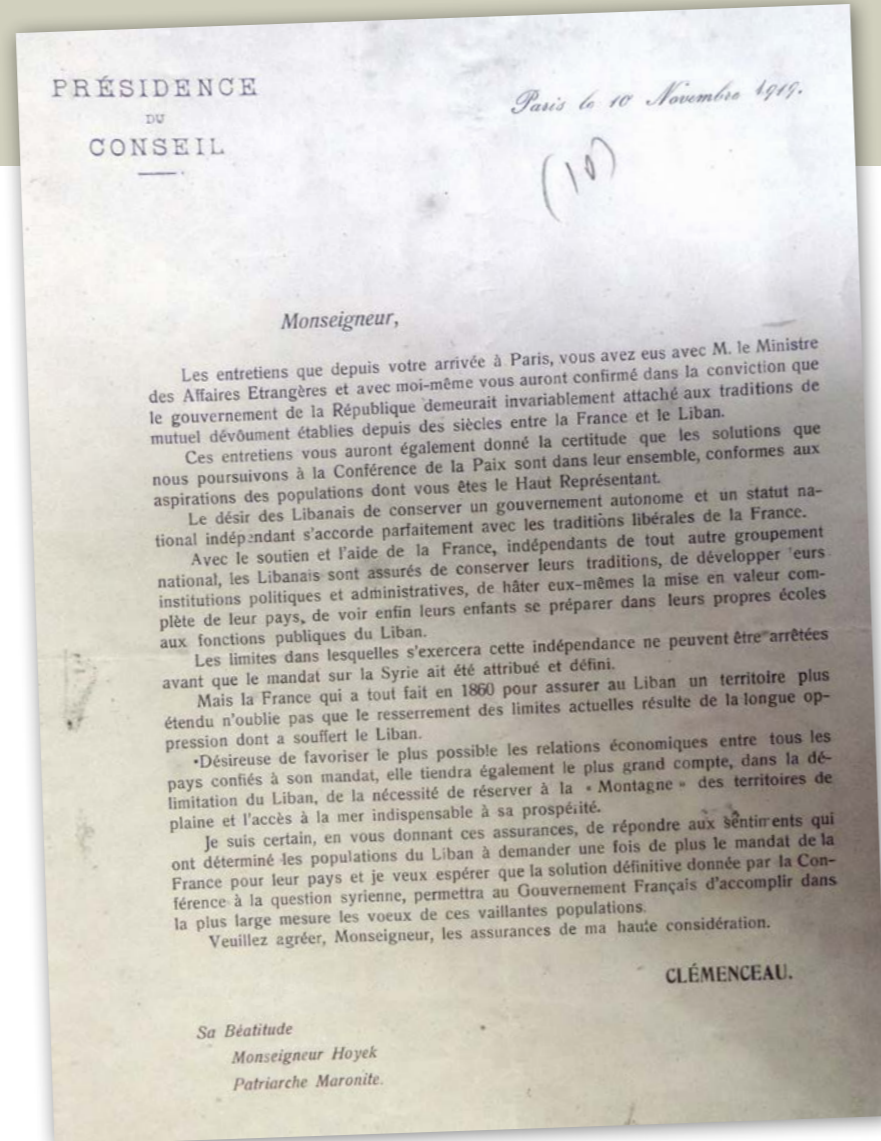 PRÉSIDENCE
DU
CONSEIL
Paris le 10 Novembre 1919.
(10)
Monseigneur,
Les entretiens que depuis votre arrivée à Paris, vous avez eus avec M. le Ministre
des Affaires Etrangères et avec moi-même vous auront confirmé dans la conviction que
le gouvernement de la République demeurait invariablement attaché aux traditions de
mutuel dévôument établies depuis des siècles entre la France et le Liban.
Ces entretiens vous auront également donné la certitude que les solutions que
nous poursuivons à la Conférence de la Paix sont dans leur ensemble, conformes aux
aspirations des populations dont vous êtes le Haut Représentant.
Le désir des Libanais de conserver un gouvernement autonome et un statut na-
tional indépendant s'accorde parfaitement avec les traditions libérales de la France.
Avec le soutien et l'aide de la France, indépendants de tout autre groupement
national, les Libanais sont assurés de conserver leurs traditions, de développer 'eurs
institutions politiques et administratives, de hâter eux-mêmes la mise en valeur com-
plète de leur pays, de voir enfin leurs enfants se préparer dans leurs propres écoles
aux fonctions publiques du Liban.
Les limites dans lesquelles s'exercera cette indépendance ne peuvent être arrêtées
avant que le mandat sur la Syrie ait été attribué et défini.
Mais la France qui a tout fait en 1860 pour assurer au Liban un territoire plus
étendu n'oublie pas que le resserrement des limites actuelles résulte de la longue op-
pression dont a souffert le Liban.
•Désireuse de favoriser le plus possible les relations économiques entre tous les
pays confiés à son mandat, elle tiendra également le plus grand compte, dans la dé-
limitation du Liban, de la nécessité de réserver à la « Montagne » des territoires de
plaine et l'accès à la mer indispensable à sa prospérité.
Je suis certain, en vous donnant ces assurances, de répondre aux sentiments qui
ont déterminé les populations du Liban à demander une fois de plus le mandat de la
France pour leur pays et je veux espérer que la solution définitive donnée par la Con-
férence à la question syrienne, permettra au Gouvernement Français d'accomplir dans
la plus large mesure les voeux de ces vaillantes populations.
Veuillez agréer, Monseigneur, les assurances de ma haute considération.
CLÉMENCEAU.
Sa Béatitude
Monseigneur Hoyek
Patriarche Maronite.